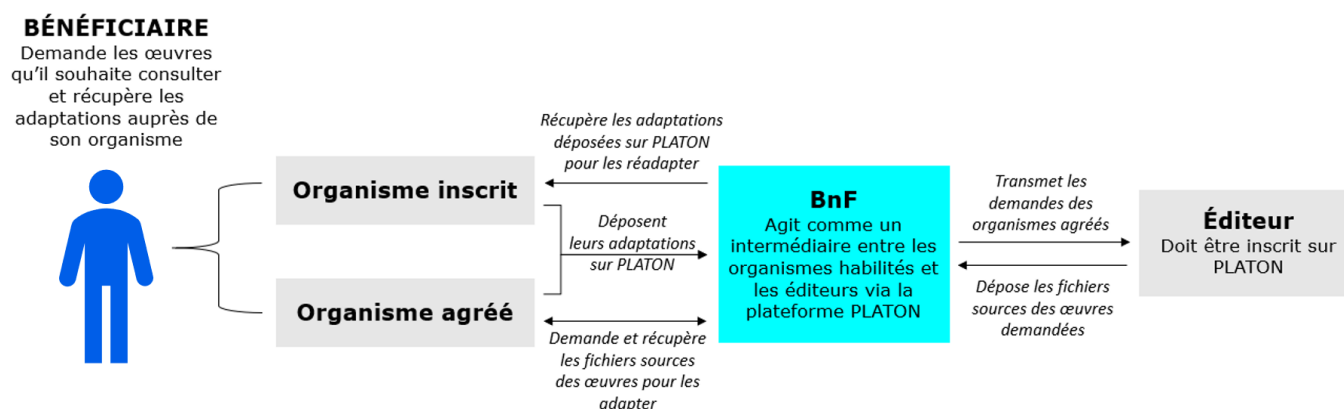 BÉNÉFICIAIRE
Demande les œuvres
qu’il souhaite consulter
et récupère les
adaptations auprès de
son organisme
Organisme inscrit
Organisme agréé
Récupère les adaptations
déposées sur PLATON
pour les réadapter
Déposent
leurs adaptations
sur PLATON
Demande et récupère
les fichiers sources
des œuvres pour les
adapter
BnF
Agit comme un
intermédiaire entre les
organismes habilités et
les éditeurs via la
plateforme PLATON
Transmet les
demandes des
organismes agréés
Dépose les fichiers
sources des œuvres
demandées
Éditeur
Doit être inscrit sur
PLATON